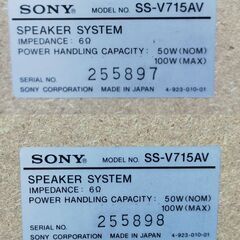 SONY MODEL NO. SS-V715AV
SPEAKER SYSTEM
IMPEDANCE: 6Ω
POWER HANDLING CAPACITY: 50W(NOM)
100W(MAX)
SERIAL NO. 255897
SONY CORPORATION MADE IN JAPAN 4-923-010-01
SONY MODEL NO. SS-V715AV
SPEAKER SYSTEM
IMPEDANCE: 6Ω
POWER HANDLING CAPACITY: 50W(NOM)
100W(MAX)
SERIAL NO. 255898
SONY CORPORATION MADE IN JAPAN 4-923-010-01